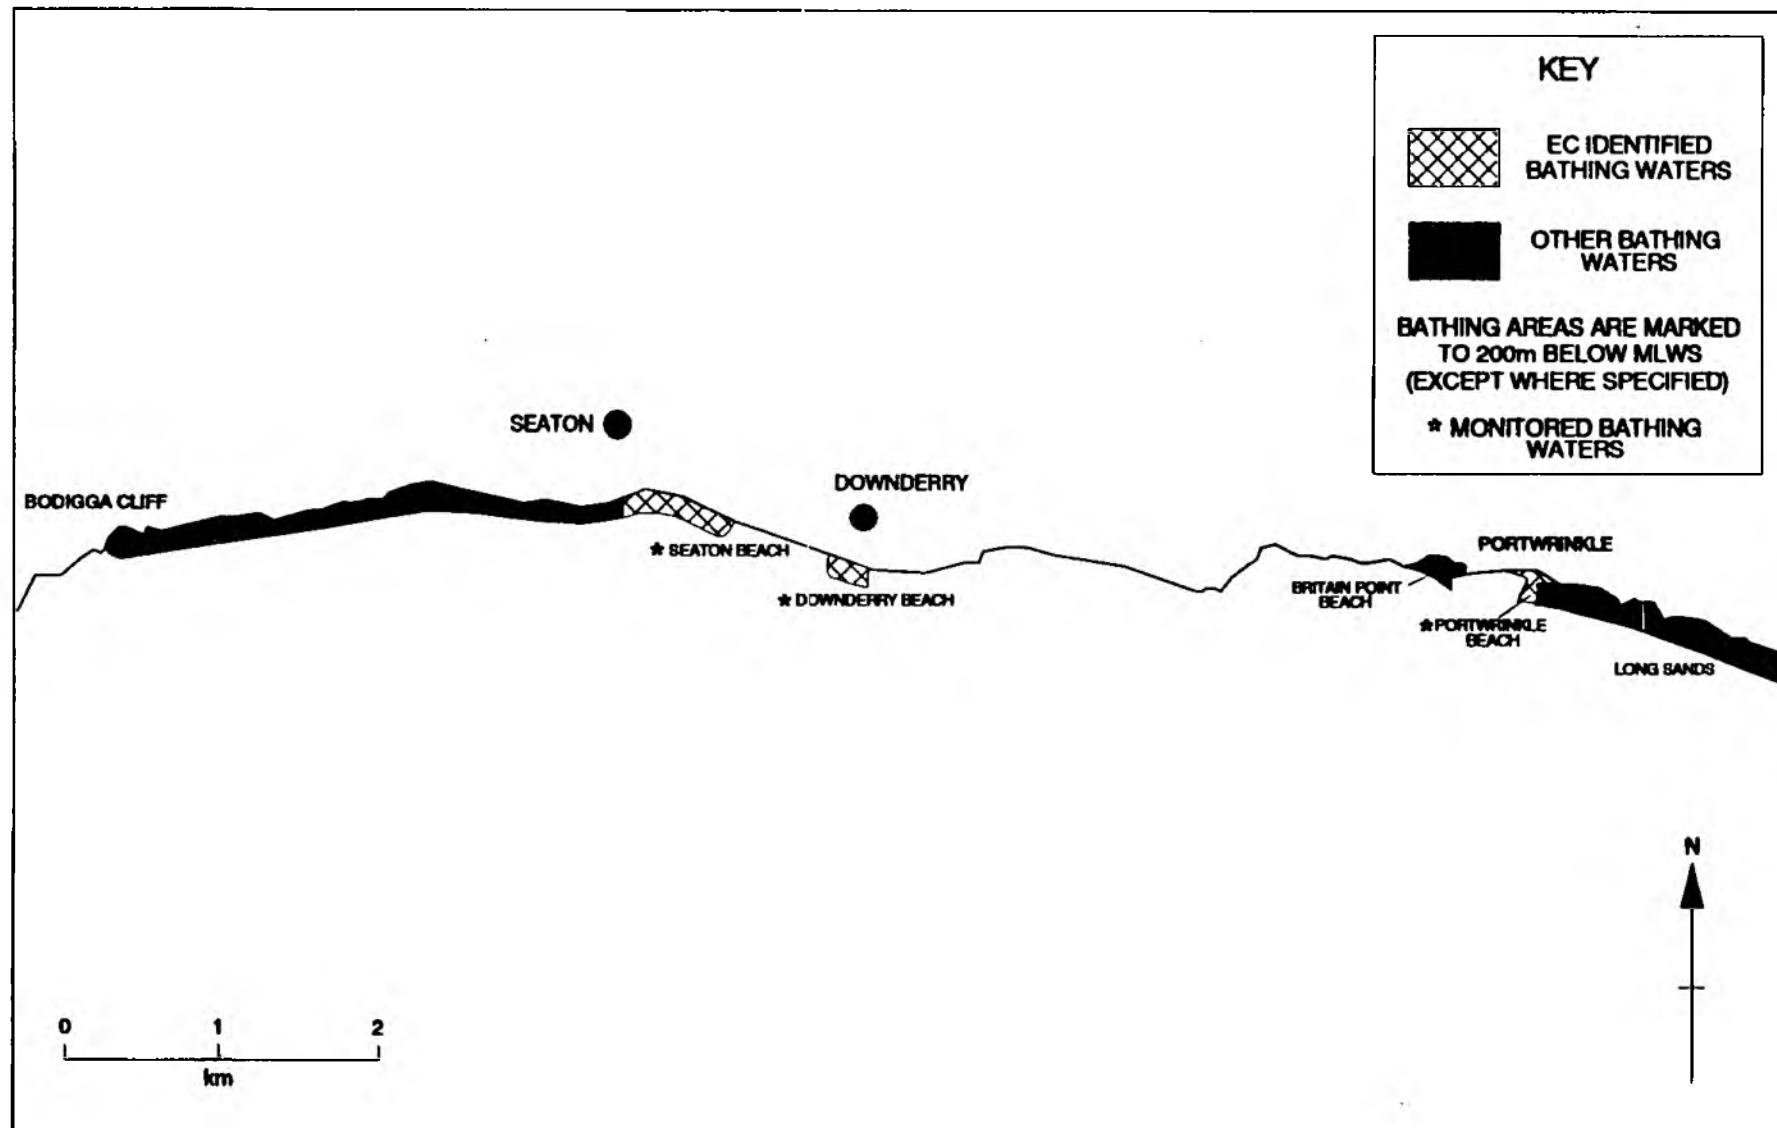 KEY
EC IDENTIFIED
BATHING WATERS
OTHER BATHING
WATERS
BATHING AREAS ARE MARKED
TO 200m BELOW MLWS
(EXCEPT WHERE SPECIFIED)
* MONITORED BATHING
WATERS
SEATON
BODIGGA CLIFF
DOWNDERRY
* SEATON BEACH
* DOWNDERRY BEACH
PORTWRINKLE
BRITAIN POINT
BEACH
* PORTWRINKLE
BEACH
LONG SANDS
N
0 1 2
km